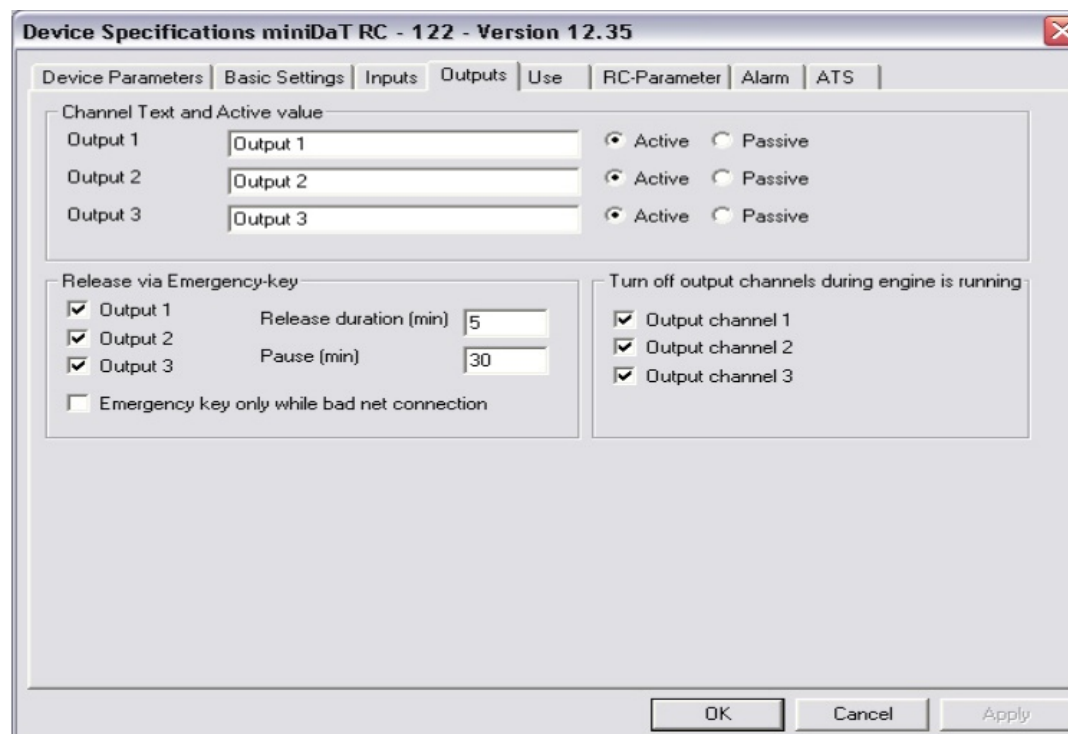 Device Specifications miniDaT RC - 122 - Version 12.35
Device Parameters Basic Settings Inputs Outputs Use RC-Parameter Alarm ATS
Channel Text and Active value
Output 1 Output 1 Active Passive
Output 2 Output 2 Active Passive
Output 3 Output 3 Active Passive
Release via Emergency-key
Output 1
Output 2
Output 3
Release duration (min) 5
Pause (min) 30
Emergency key only while bad net connection
Turn off output channels during engine is running
Output channel 1
Output channel 2
Output channel 3
OK Cancel Apply